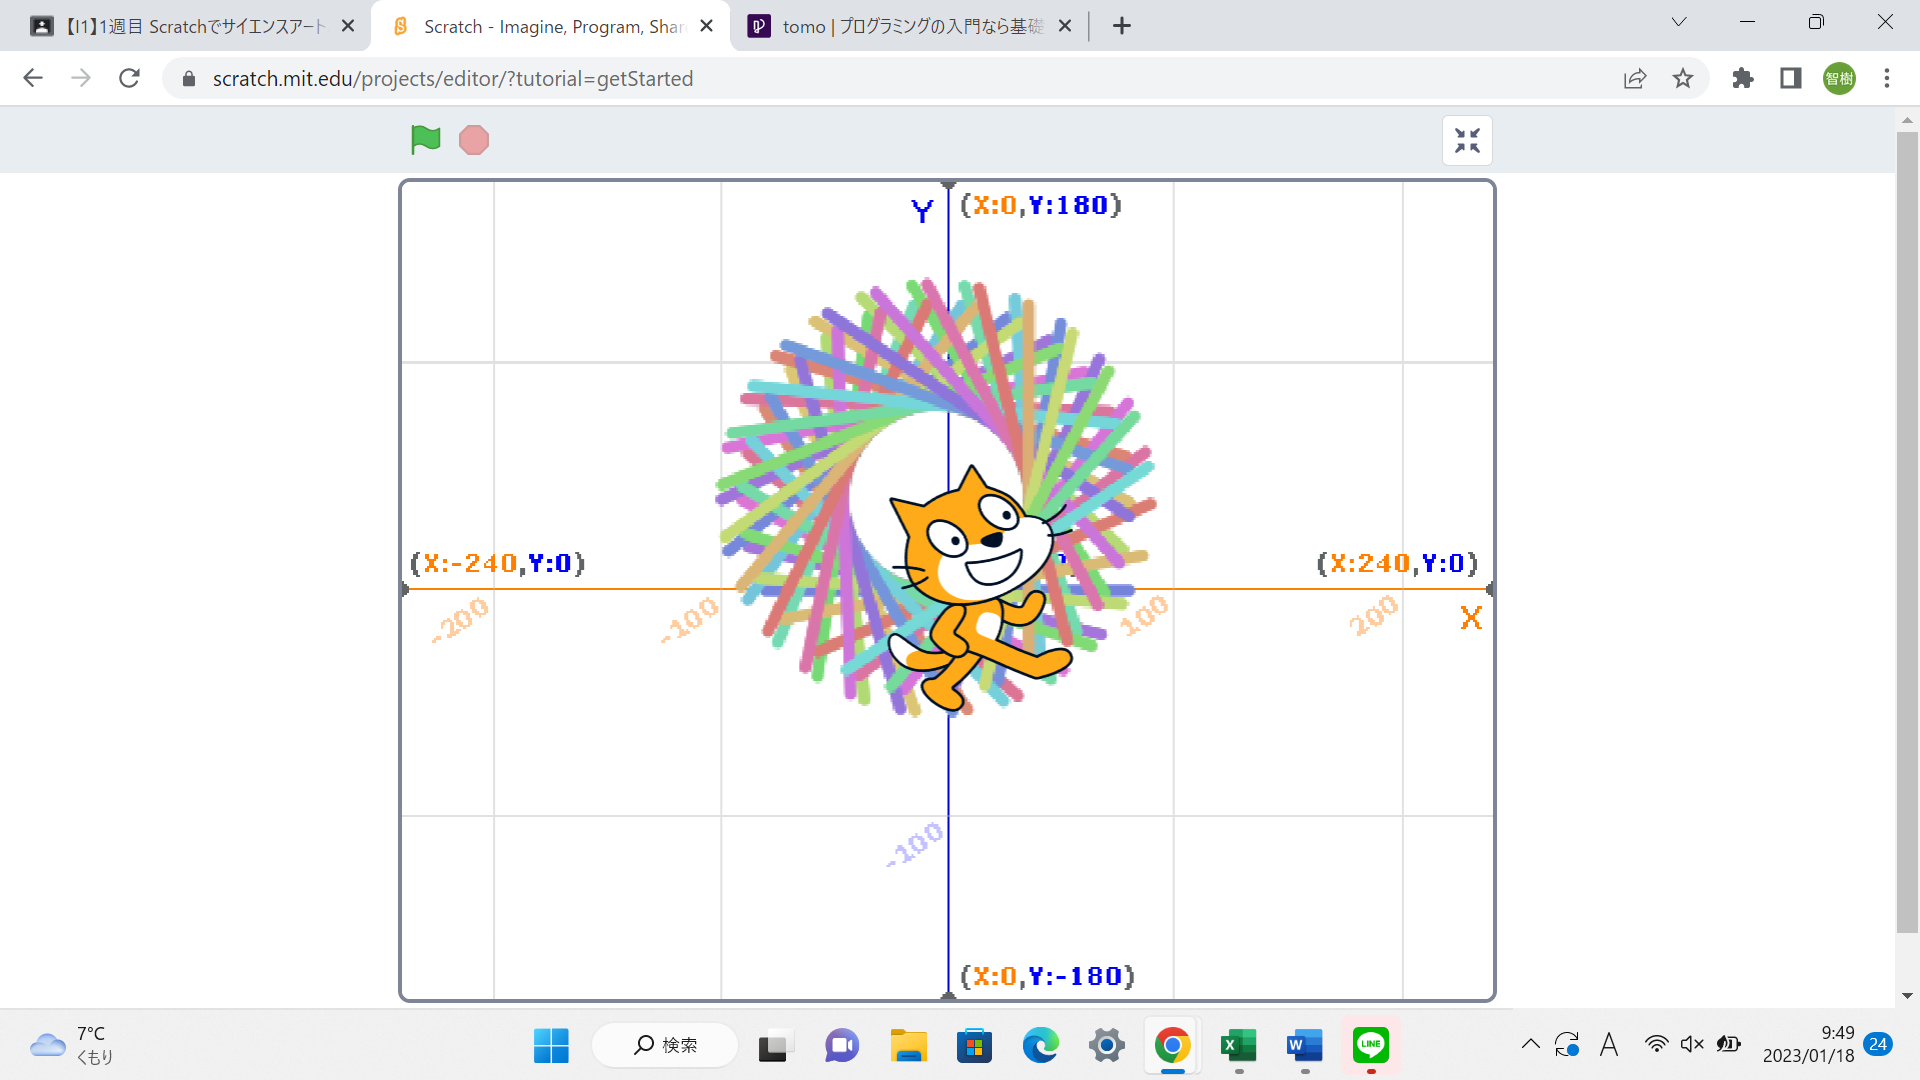 【I1】1週目 Scratchでサイエンスアート
Scratch - Imagine, Program, Shar
tomo | プログラミングの入門なら基礎
scratch.mit.edu/projects/editor/?tutorial=getStarted
智樹
Y
(X:0,Y:180)
(X:-240,Y:0)
(X:240,Y:0)
-200
-100
100
200
X
-100
(X:0,Y:-180)
7°C
くもり
検索
LINE
A
9:49
2023/01/18
24